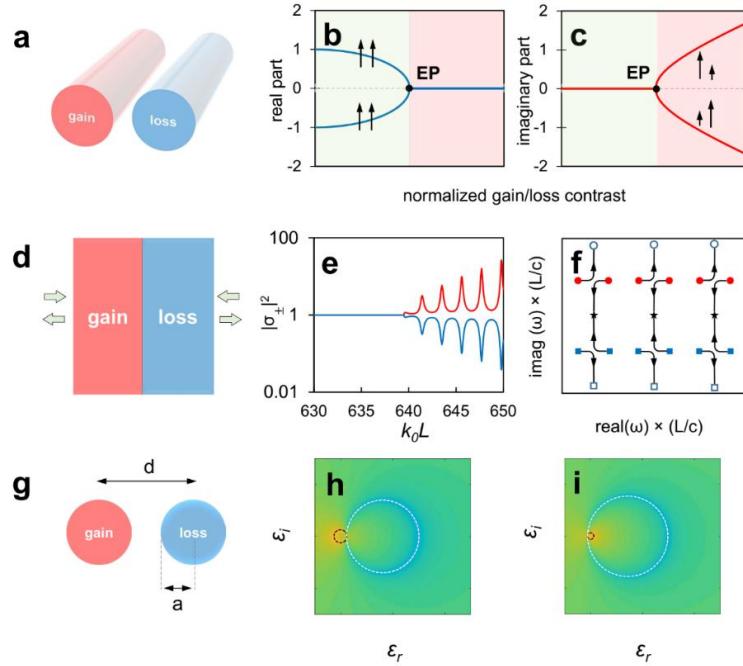 a
gain
loss
b
real part
2
1
0
-1
-2
EP
c
imaginary part
2
1
0
-1
-2
EP
normalized gain/loss contrast
d
gain
loss
e
|σ±|²
100
1
0.01
630
635
640
645
650
k₀L
f
imag (ω) × (L/c)
real(ω) × (L/c)
g
d
gain
loss
a
h
εᵢ
εᵣ
i
εᵢ
εᵣ